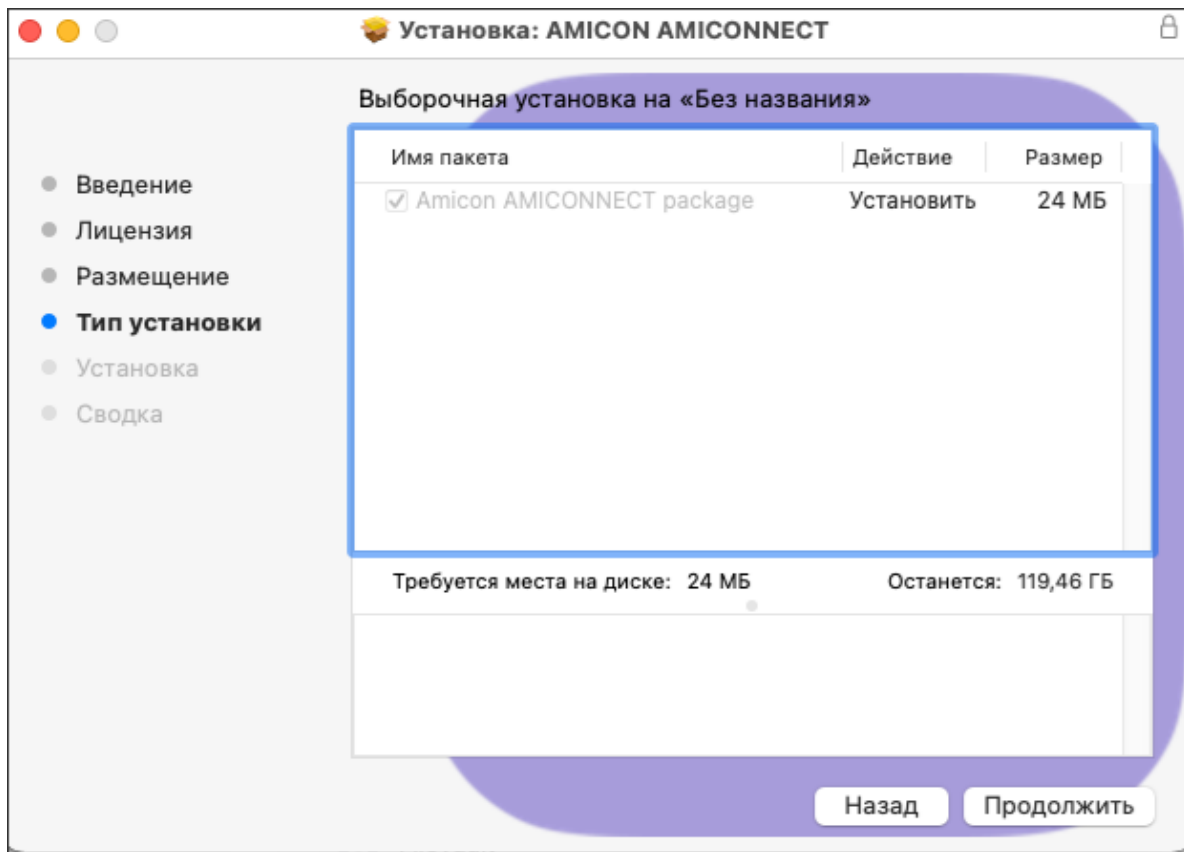 Установка: AMICON AMICONNECT
Выборочная установка на «Без названия»
Введение
Лицензия
Размещение
Тип установки
Установка
Сводка
Имя пакета Действие Размер
Amicon AMICONNECT package Установить 24 МБ
Требуется места на диске: 24 МБ Останется: 119,46 ГБ
Назад Продолжить